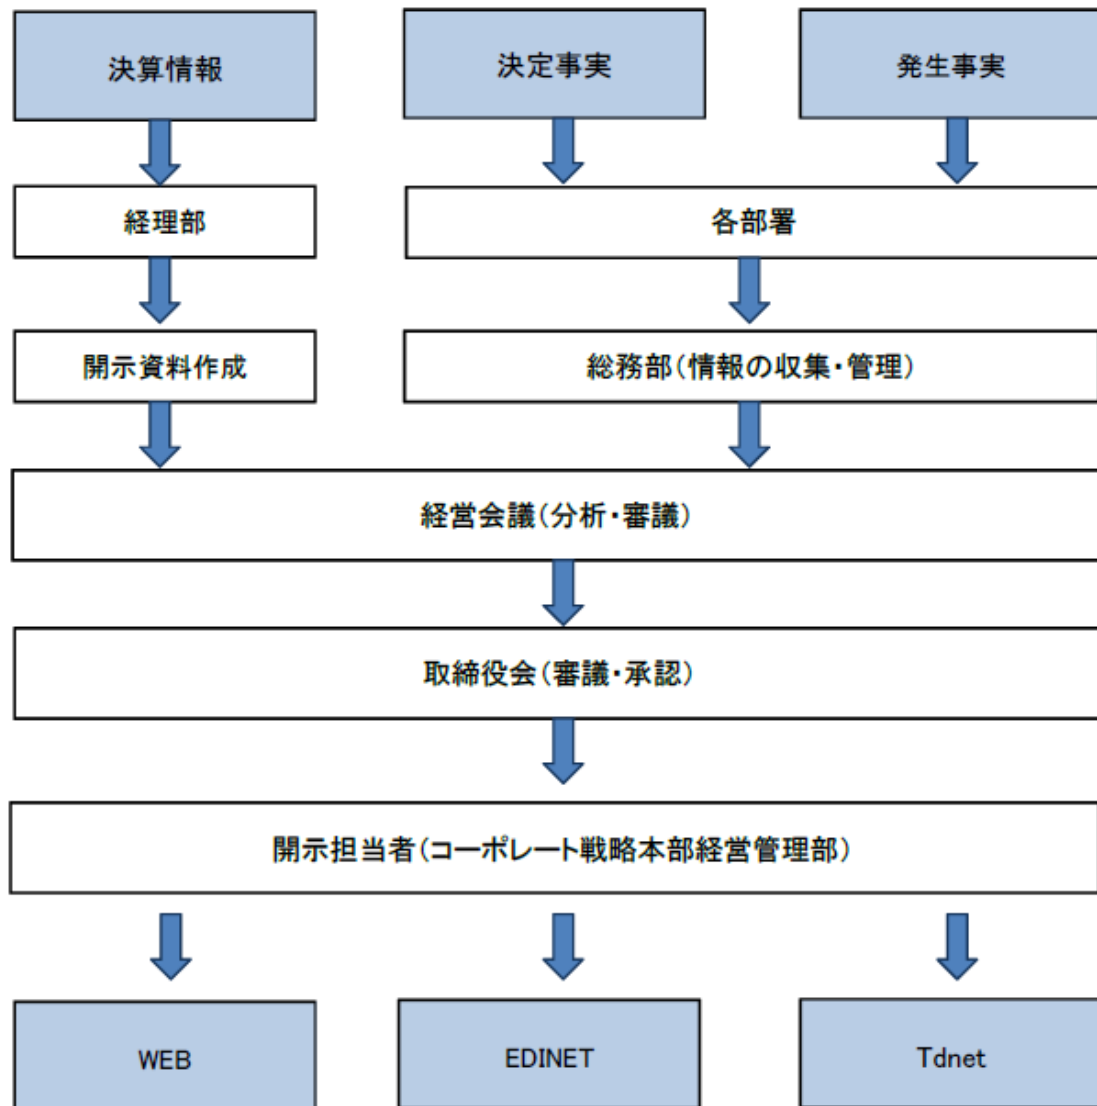 決算情報
決定事実
発生事実
経理部
各部署
開示資料作成
総務部(情報の収集・管理)
経営会議(分析・審議)
取締役会(審議・承認)
開示担当者(コーポレート戦略本部経営管理部)
WEB
EDINET
Tdnet